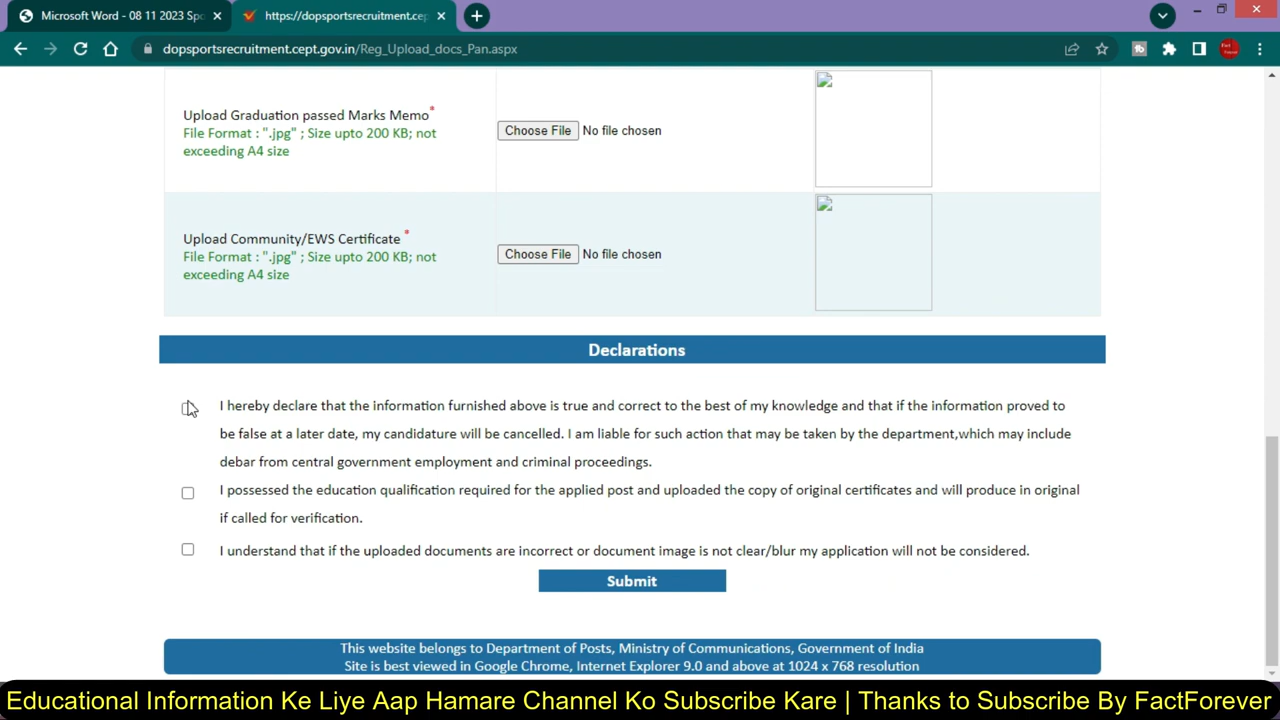 Microsoft Word - 08 11 2023 Spo
https://dopsportsrecruitment.cep
dopsportsrecruitment.cept.gov.in/Reg_Upload_docs_Pan.aspx
Upload Graduation passed Marks Memo*
File Format : ".jpg" ; Size upto 200 KB; not
exceeding A4 size
Choose File No file chosen
Upload Community/EWS Certificate *
File Format : ".jpg" ; Size upto 200 KB; not
exceeding A4 size
Choose File No file chosen
Declarations
I hereby declare that the information furnished above is true and correct to the best of my knowledge and that if the information proved to
be false at a later date, my candidature will be cancelled. I am liable for such action that may be taken by the department,which may include
debar from central government employment and criminal proceedings.
I possessed the education qualification required for the applied post and uploaded the copy of original certificates and will produce in original
if called for verification.
I understand that if the uploaded documents are incorrect or document image is not clear/blur my application will not be considered.
Submit
This website belongs to Department of Posts, Ministry of Communications, Government of India
Site is best viewed in Google Chrome, Internet Explorer 9.0 and above at 1024 x 768 resolution
Educational Information Ke Liye Aap Hamare Channel Ko Subscribe Kare | Thanks to Subscribe By FactForever